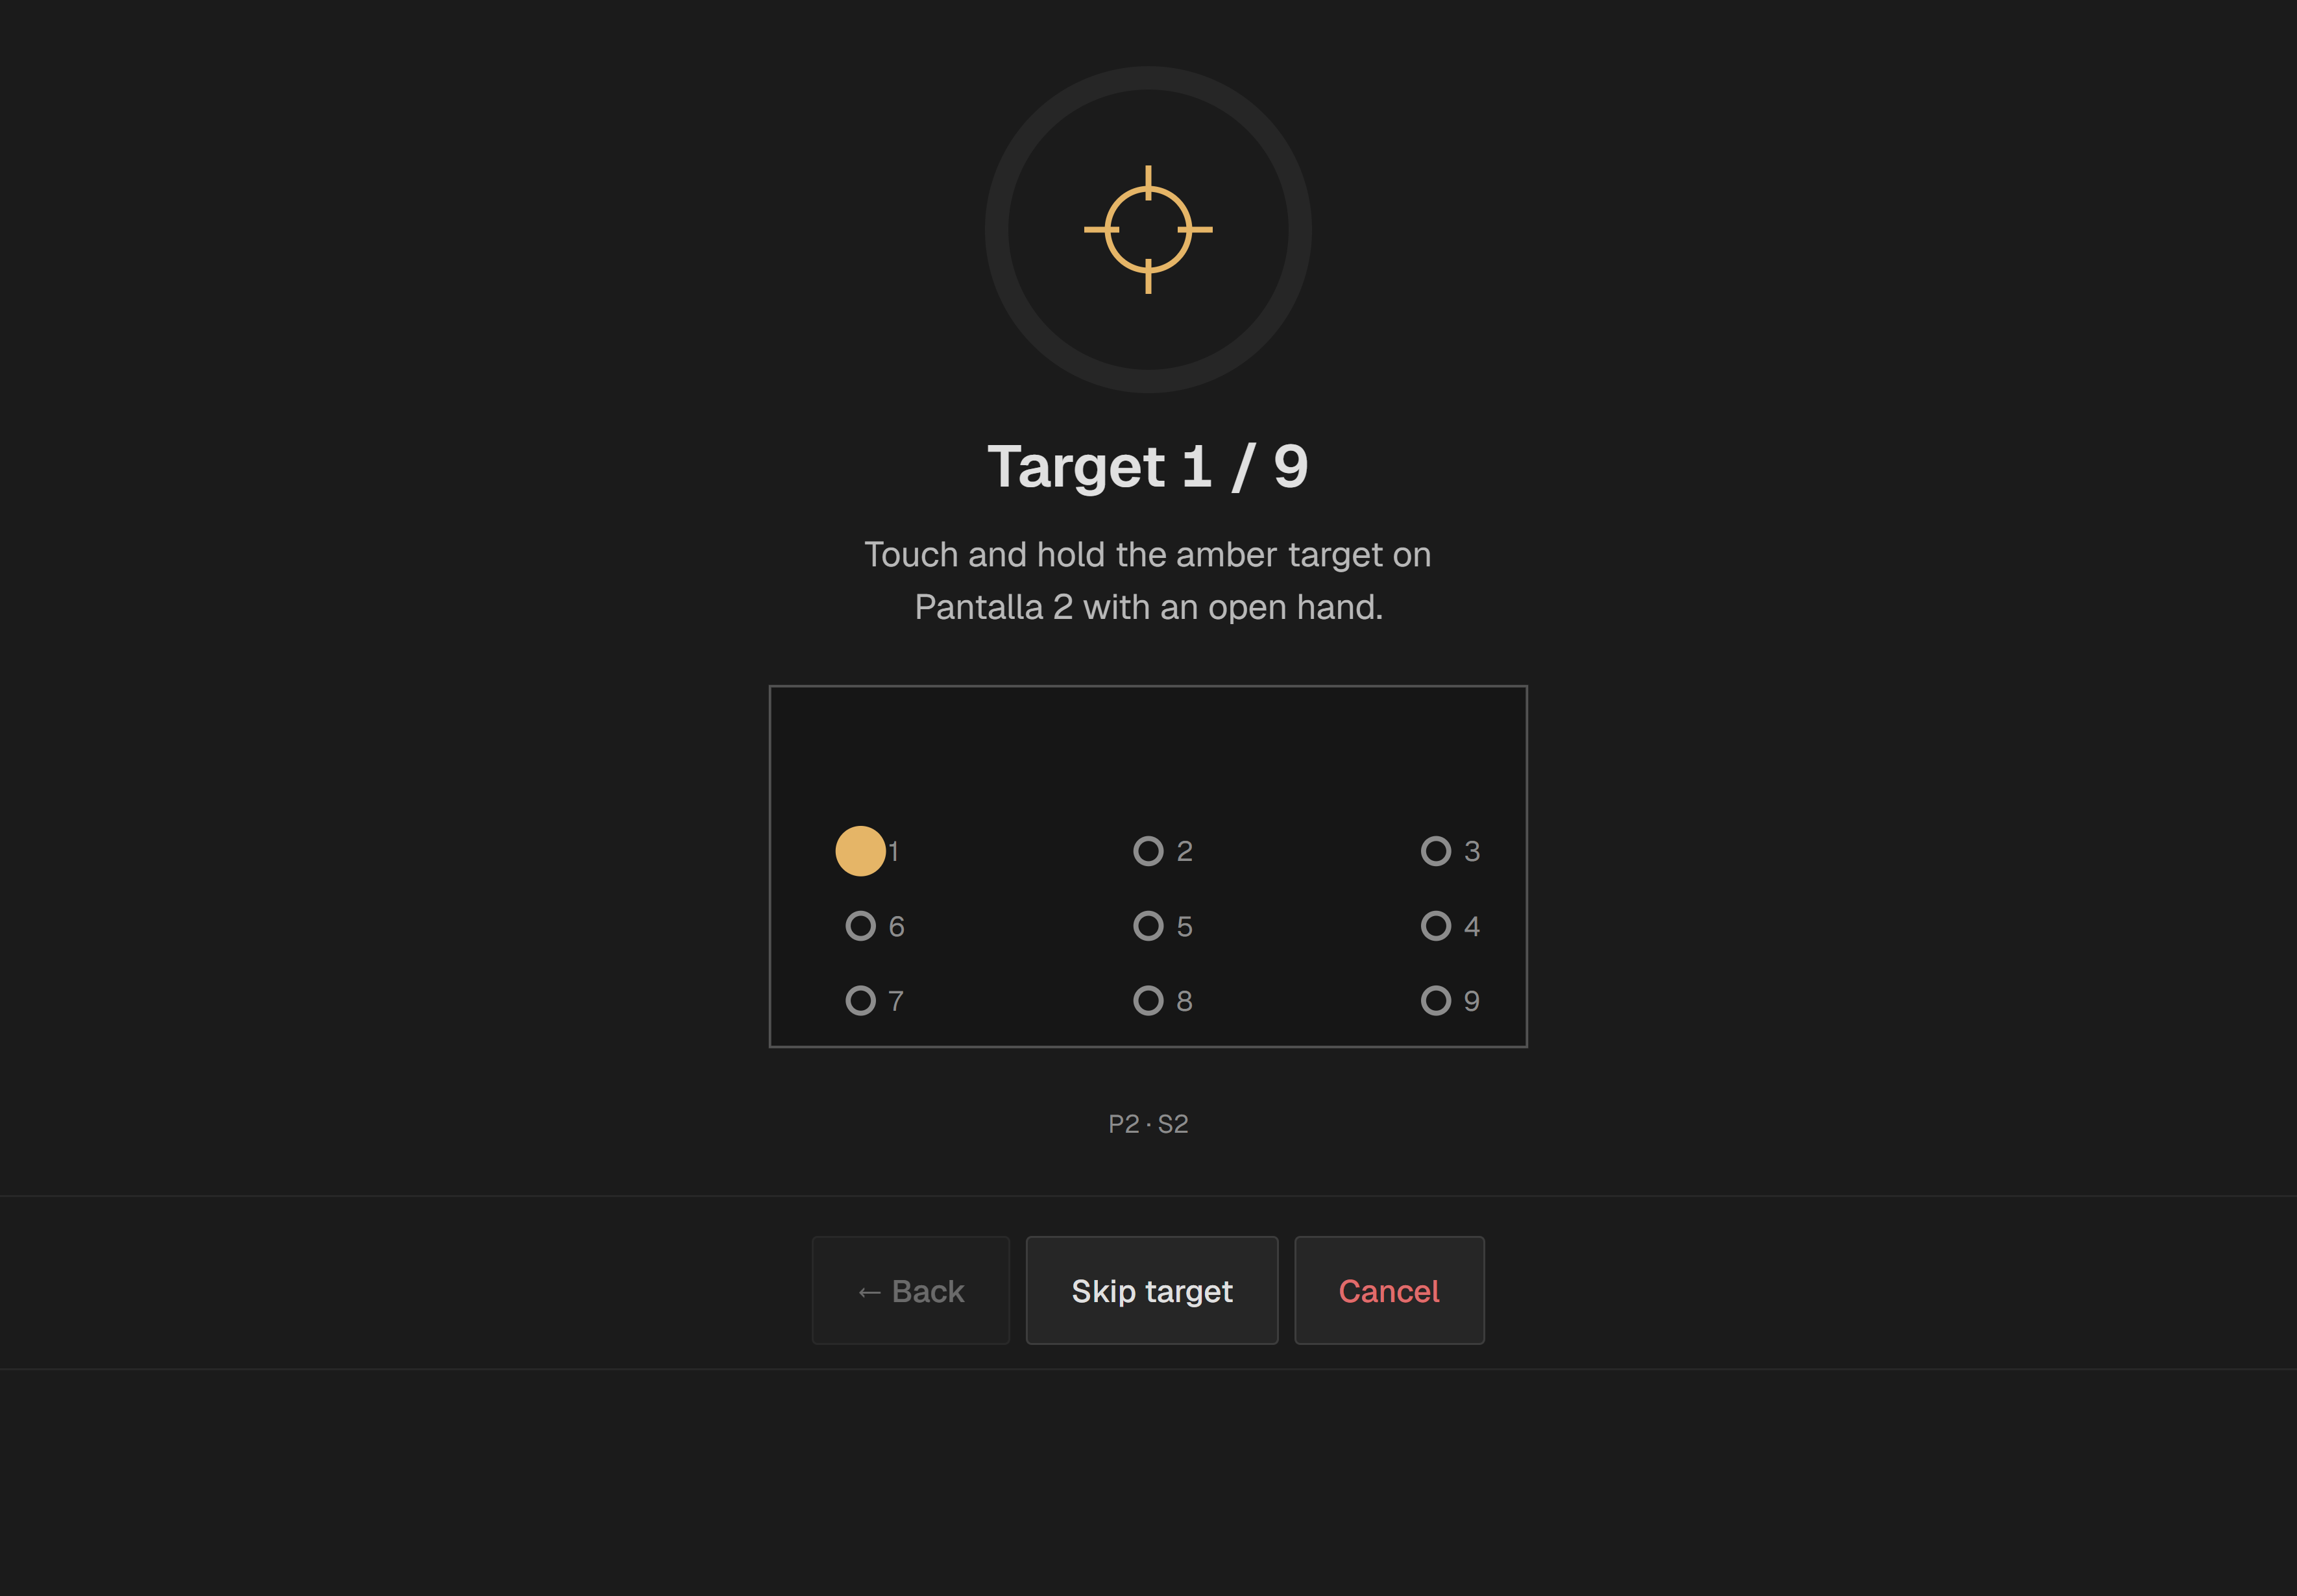 Target 1 / 9
Touch and hold the amber target on
Pantalla 2 with an open hand.
1 2 3
6 5 4
7 8 9
P2 · S2
← Back Skip target Cancel